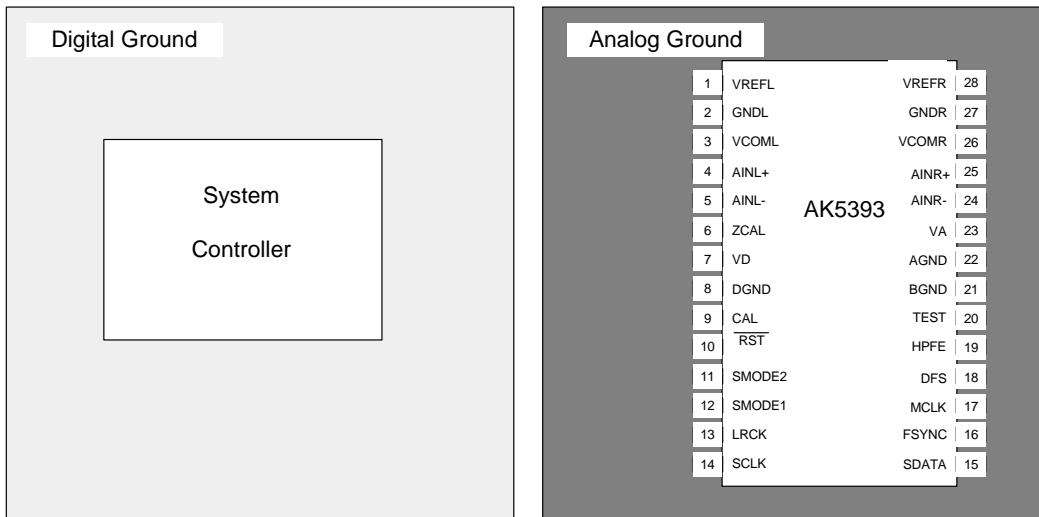 Digital Ground
System
Controller
Analog Ground
AK5393
1 VREFL
2 GNDL
3 VCOML
4 AINL+
5 AINL-
6 ZCAL
7 VD
8 DGND
9 CAL
10 RST
11 SMODE2
12 SMODE1
13 LRCK
14 SCLK
VREFR 28
GNDR 27
VCOMR 26
AINR+ 25
AINR- 24
VA 23
AGND 22
BGND 21
TEST 20
HPFE 19
DFS 18
MCLK 17
FSYNC 16
SDATA 15